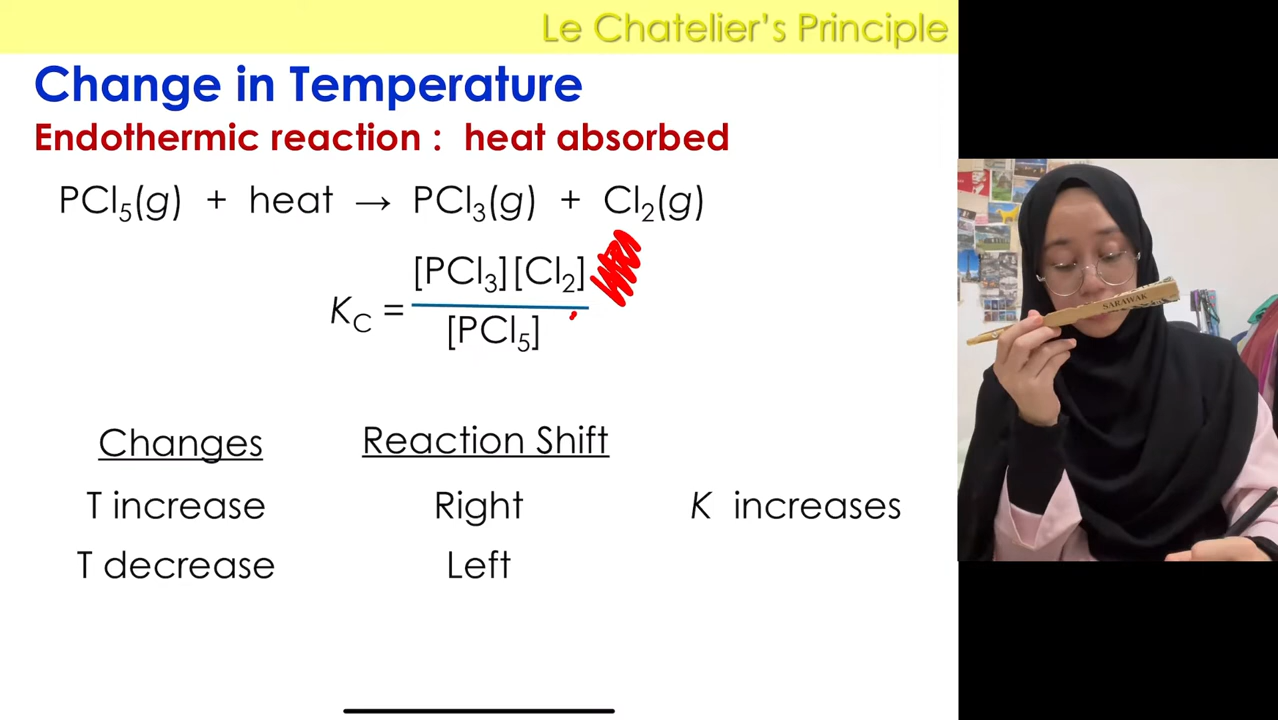 Le Chatelier's Principle
Change in Temperature
Endothermic reaction : heat absorbed
PCl₅(g) + heat → PCl₃(g) + Cl₂(g)
[PCl₃][Cl₂]
K_C =
[PCl₅]
Changes Reaction Shift
T increase Right K increases
T decrease Left
SARAWAK